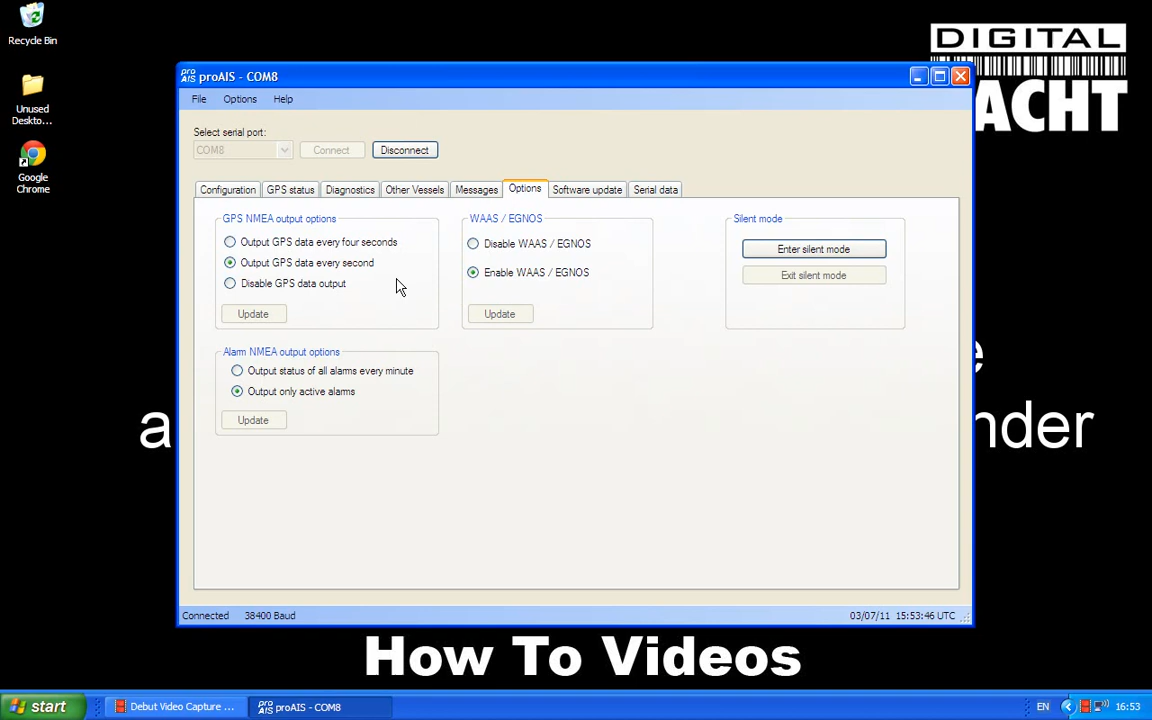 Recycle Bin
Unused
Deskto...
Google
Chrome
DIGITAL
ACHT
pro
AIS
proAIS - COM8
File Options Help
Select serial port:
COM8 Connect Disconnect
Configuration GPS status Diagnostics Other Vessels Messages Options Software update Serial data
GPS NMEA output options
Output GPS data every four seconds
Output GPS data every second
Disable GPS data output
Update
WAAS / EGNOS
Disable WAAS / EGNOS
Enable WAAS / EGNOS
Update
Silent mode
Enter silent mode
Exit silent mode
Alarm NMEA output options
Output status of all alarms every minute
Output only active alarms
Update
Connected 38400 Baud 03/07/11 15:53:46 UTC
e
a nder
How To Videos
start Debut Video Capture ... pro AIS proAIS - COM8 EN 16:53